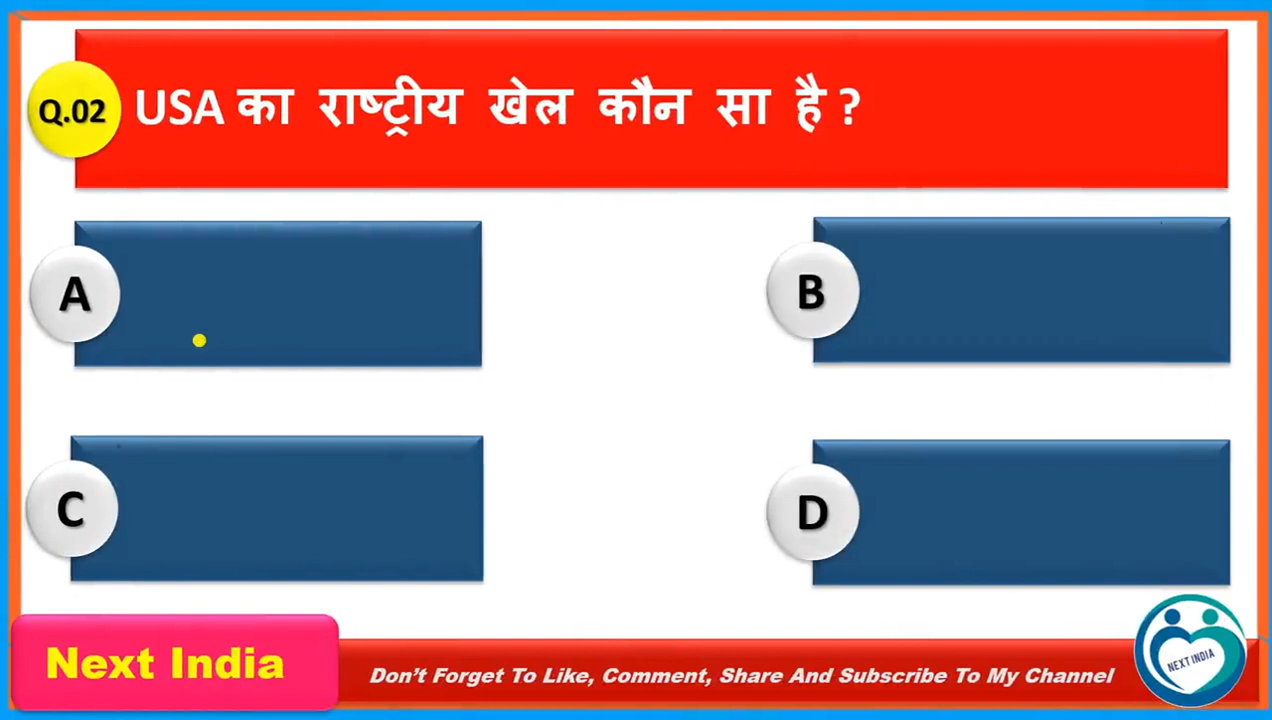 Q.02
USA का राष्ट्रीय खेल कौन सा है ?
A
B
C
D
Next India
Don't Forget To Like, Comment, Share And Subscribe To My Channel
NEXT INDIA